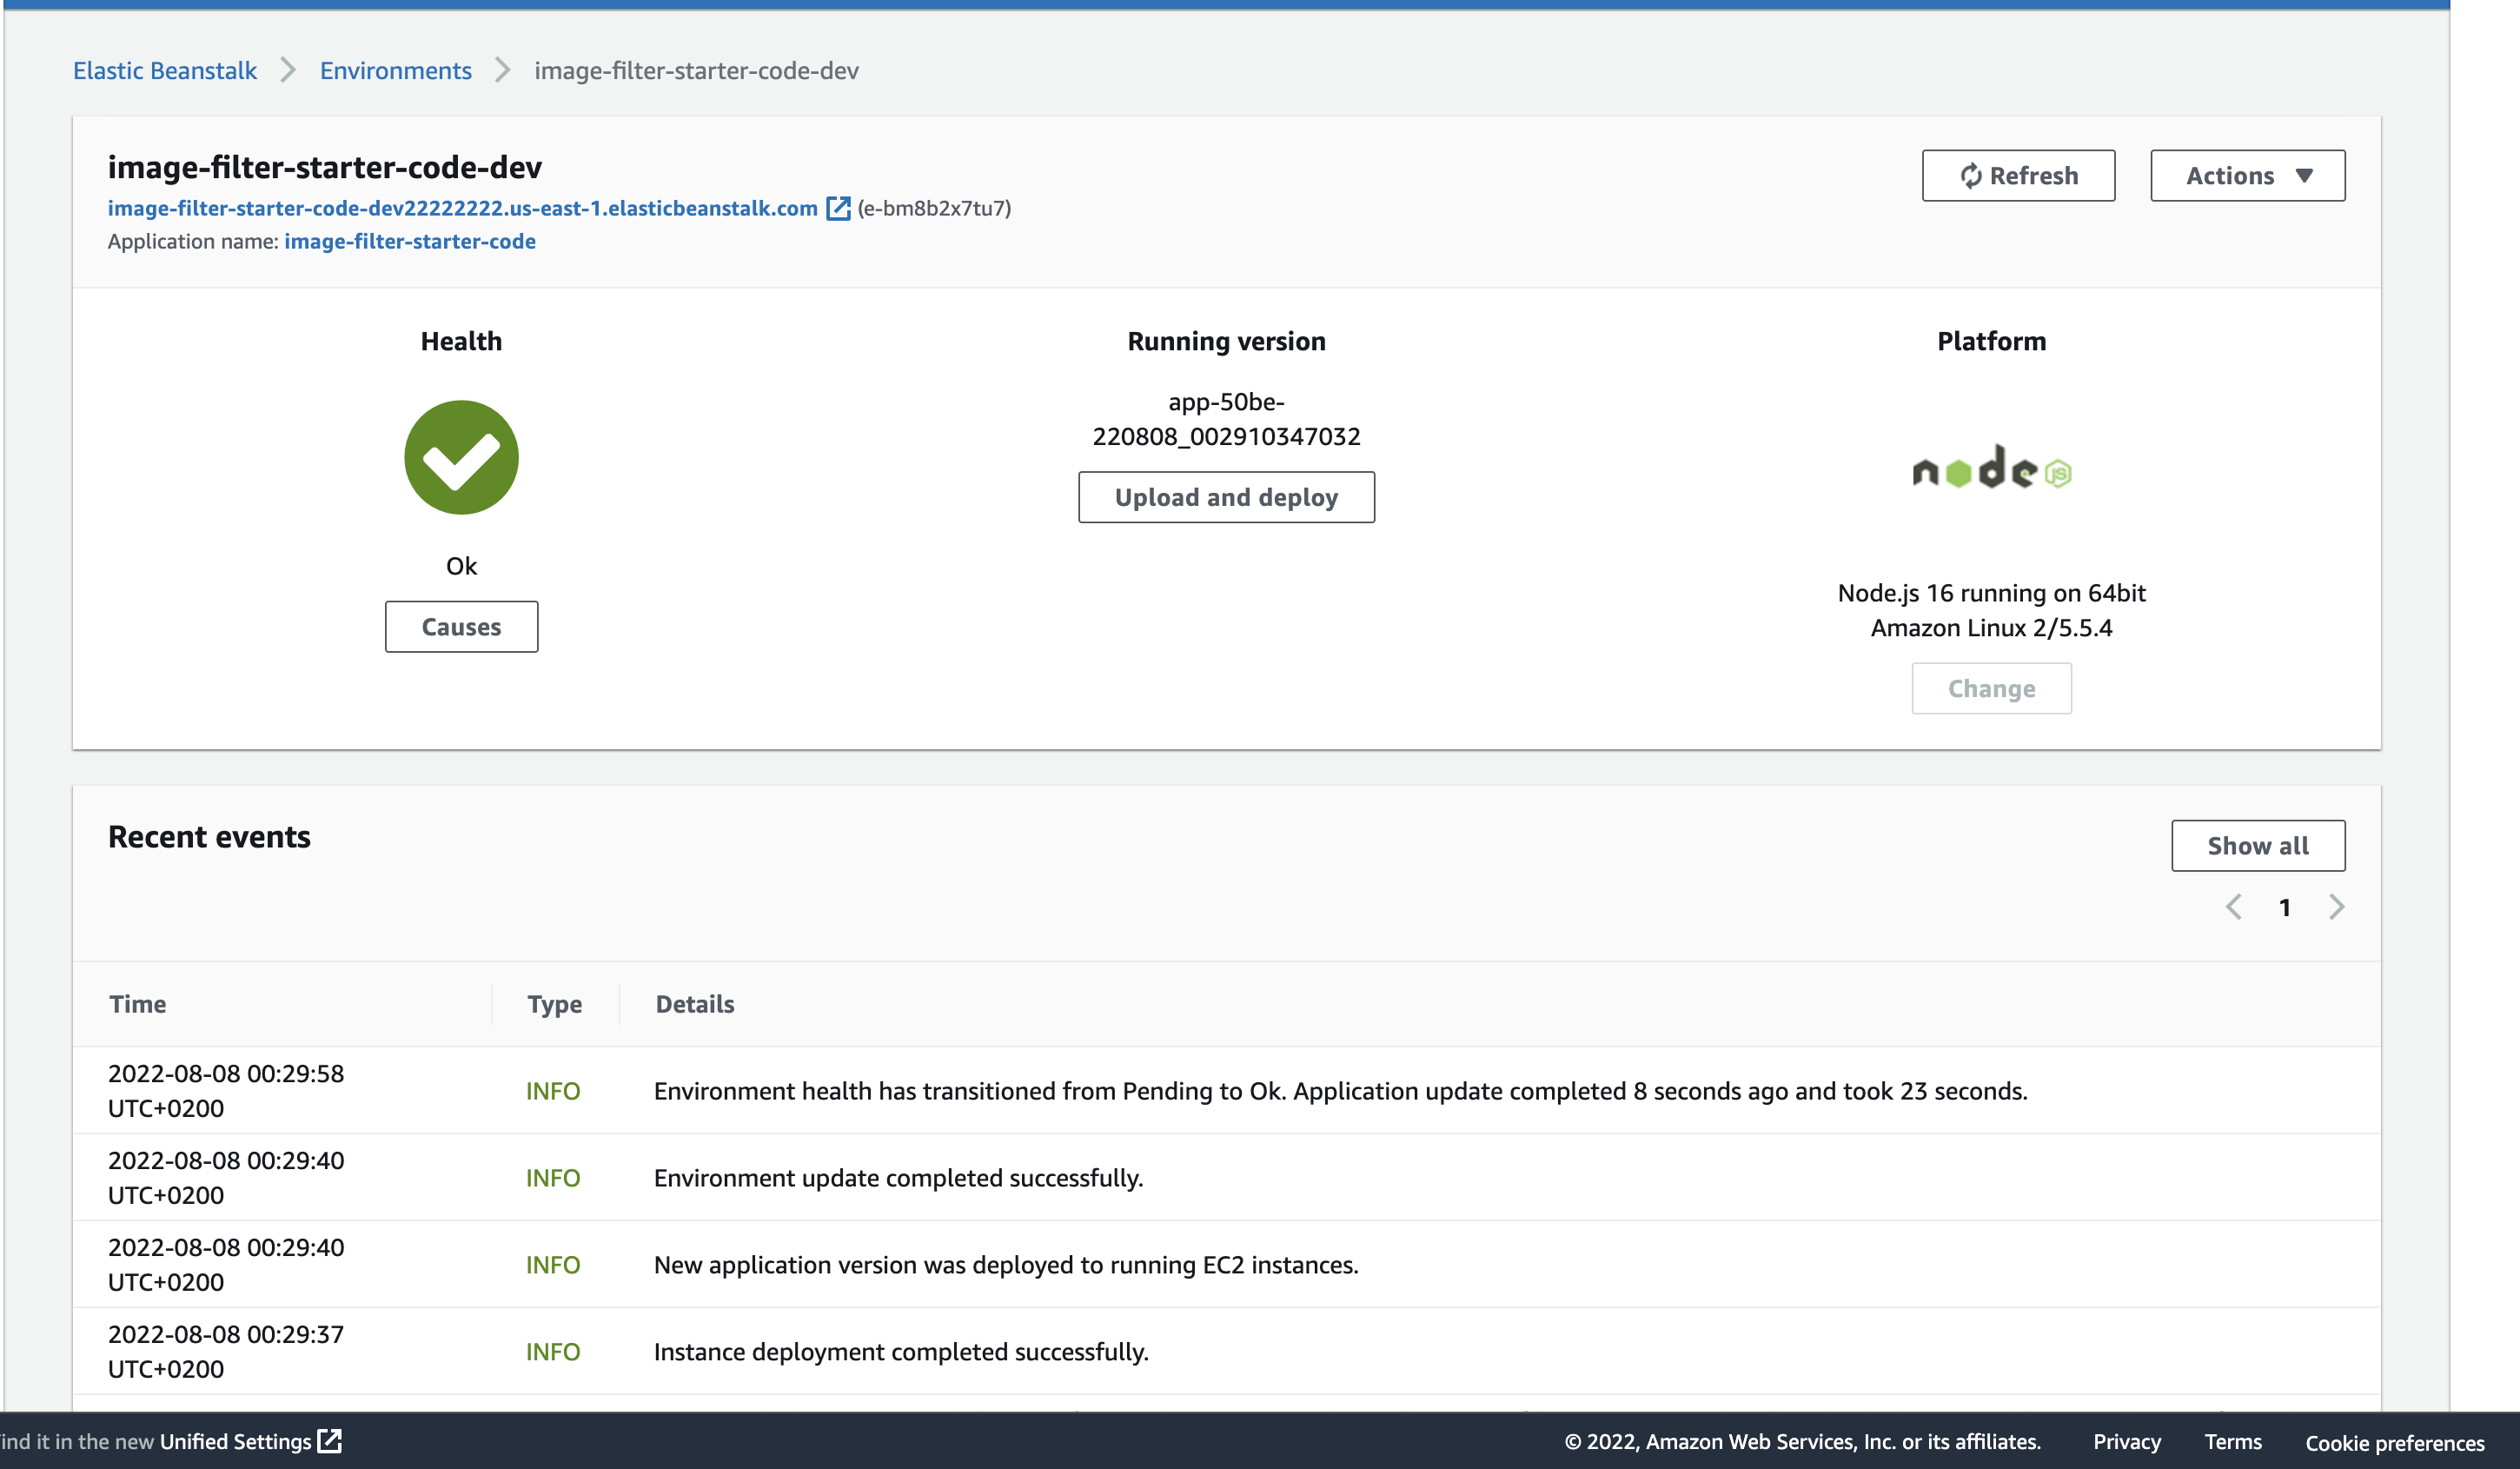 Elastic Beanstalk > Environments > image-filter-starter-code-dev
image-filter-starter-code-dev
Refresh
Actions ▼
image-filter-starter-code-dev22222222.us-east-1.elasticbeanstalk.com (e-bm8b2x7tu7)
Application name: image-filter-starter-code
Health
Ok
Causes
Running version
app-50be-
220808_002910347032
Upload and deploy
Platform
node JS
Node.js 16 running on 64bit
Amazon Linux 2/5.5.4
Change
Recent events
Show all
< 1 >
Time Type Details
2022-08-08 00:29:58
UTC+0200
INFO
Environment health has transitioned from Pending to Ok. Application update completed 8 seconds ago and took 23 seconds.
2022-08-08 00:29:40
UTC+0200
INFO
Environment update completed successfully.
2022-08-08 00:29:40
UTC+0200
INFO
New application version was deployed to running EC2 instances.
2022-08-08 00:29:37
UTC+0200
INFO
Instance deployment completed successfully.
ind it in the new Unified Settings
© 2022, Amazon Web Services, Inc. or its affiliates. Privacy Terms Cookie preferences